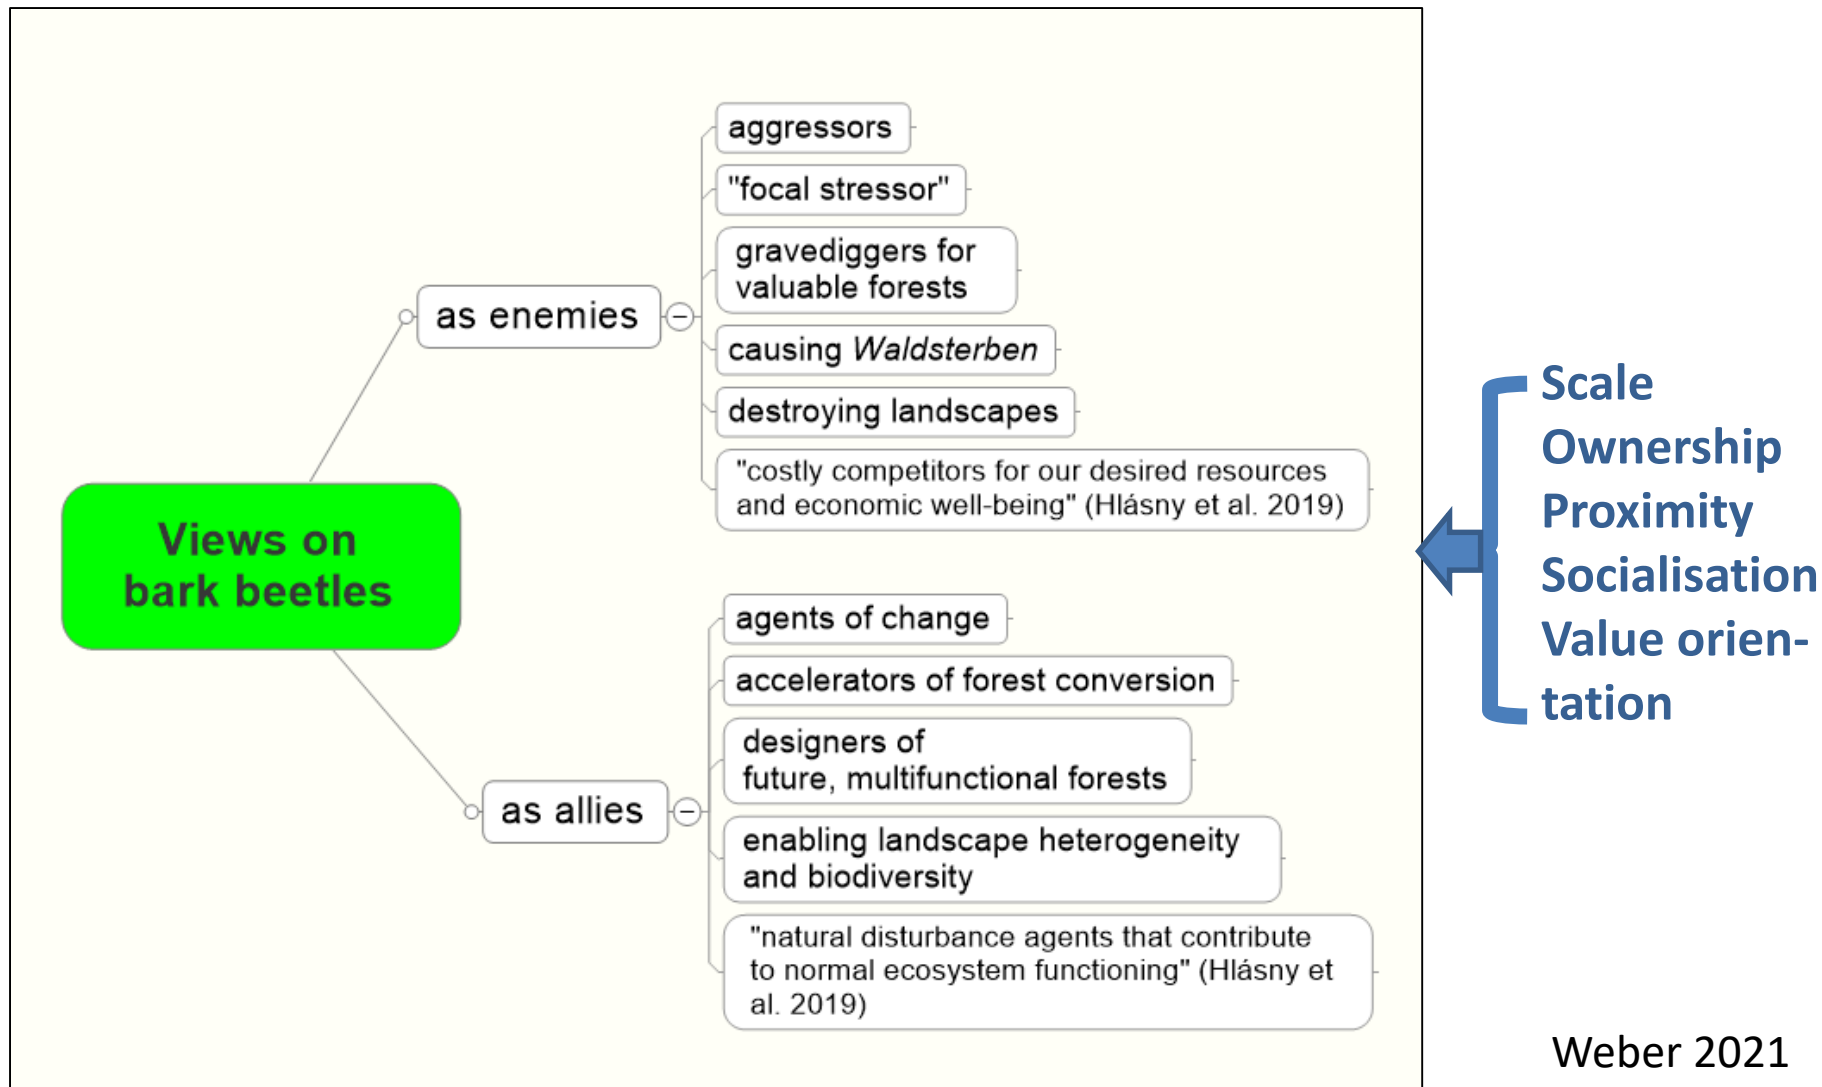 Views on
bark beetles
as enemies
aggressors
"focal stressor"
gravediggers for
valuable forests
causing Waldsterben
destroying landscapes
"costly competitors for our desired resources
and economic well-being" (Hlásny et al. 2019)
as allies
agents of change
accelerators of forest conversion
designers of
future, multifunctional forests
enabling landscape heterogeneity
and biodiversity
"natural disturbance agents that contribute
to normal ecosystem functioning" (Hlásny et
al. 2019)
Scale
Ownership
Proximity
Socialisation
Value orien-
tation
Weber 2021